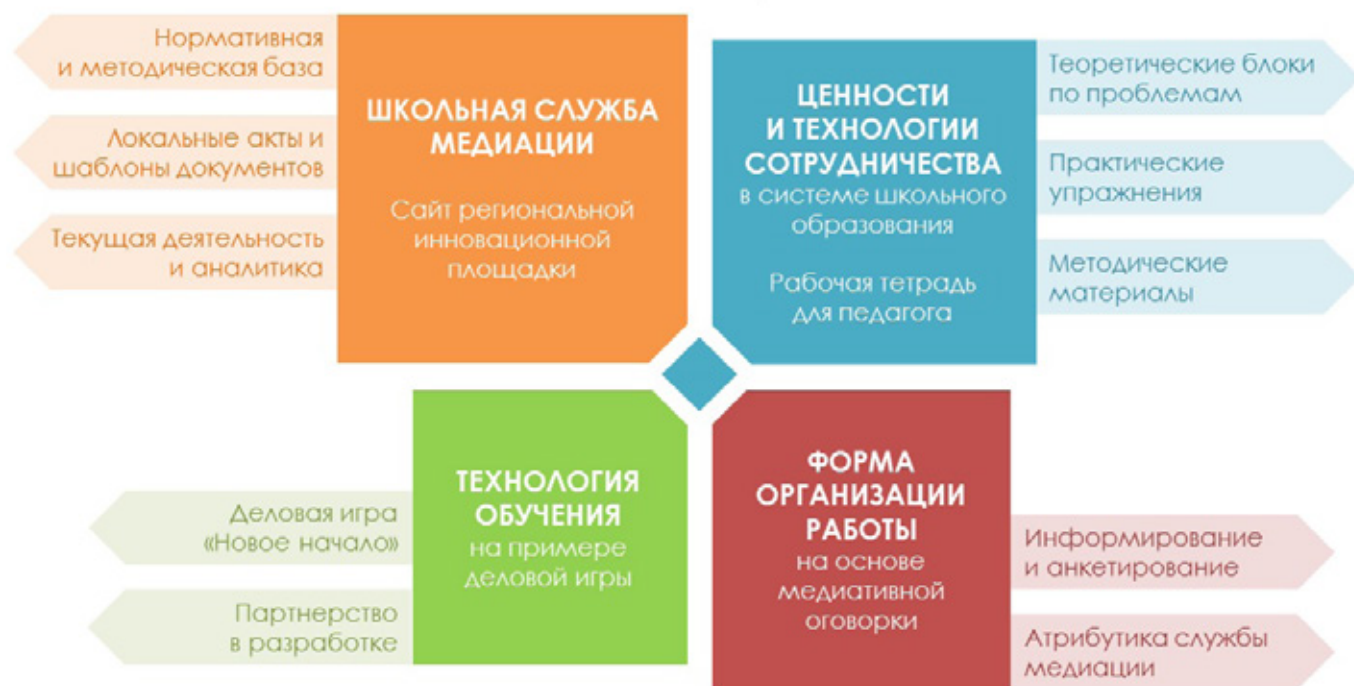 Нормативная
и методическая база
Локальные акты и
шаблоны документов
Текущая деятельность
и аналитика
ШКОЛЬНАЯ СЛУЖБА
МЕДИАЦИИ
Сайт региональной
инновационной
площадки
ЦЕННОСТИ
И ТЕХНОЛОГИИ
СОТРУДНИЧЕСТВА
в системе школьного
образования
Рабочая тетрадь
для педагога
Теоретические блоки
по проблемам
Практические
упражнения
Методические
материалы
Деловая игра
«Новое начало»
Партнерство
в разработке
ТЕХНОЛОГИЯ
ОБУЧЕНИЯ
на примере
деловой игры
ФОРМА
ОРГАНИЗАЦИИ
РАБОТЫ
на основе
медиативной
оговорки
Информирование
и анкетирование
Атрибутика службы
медиации